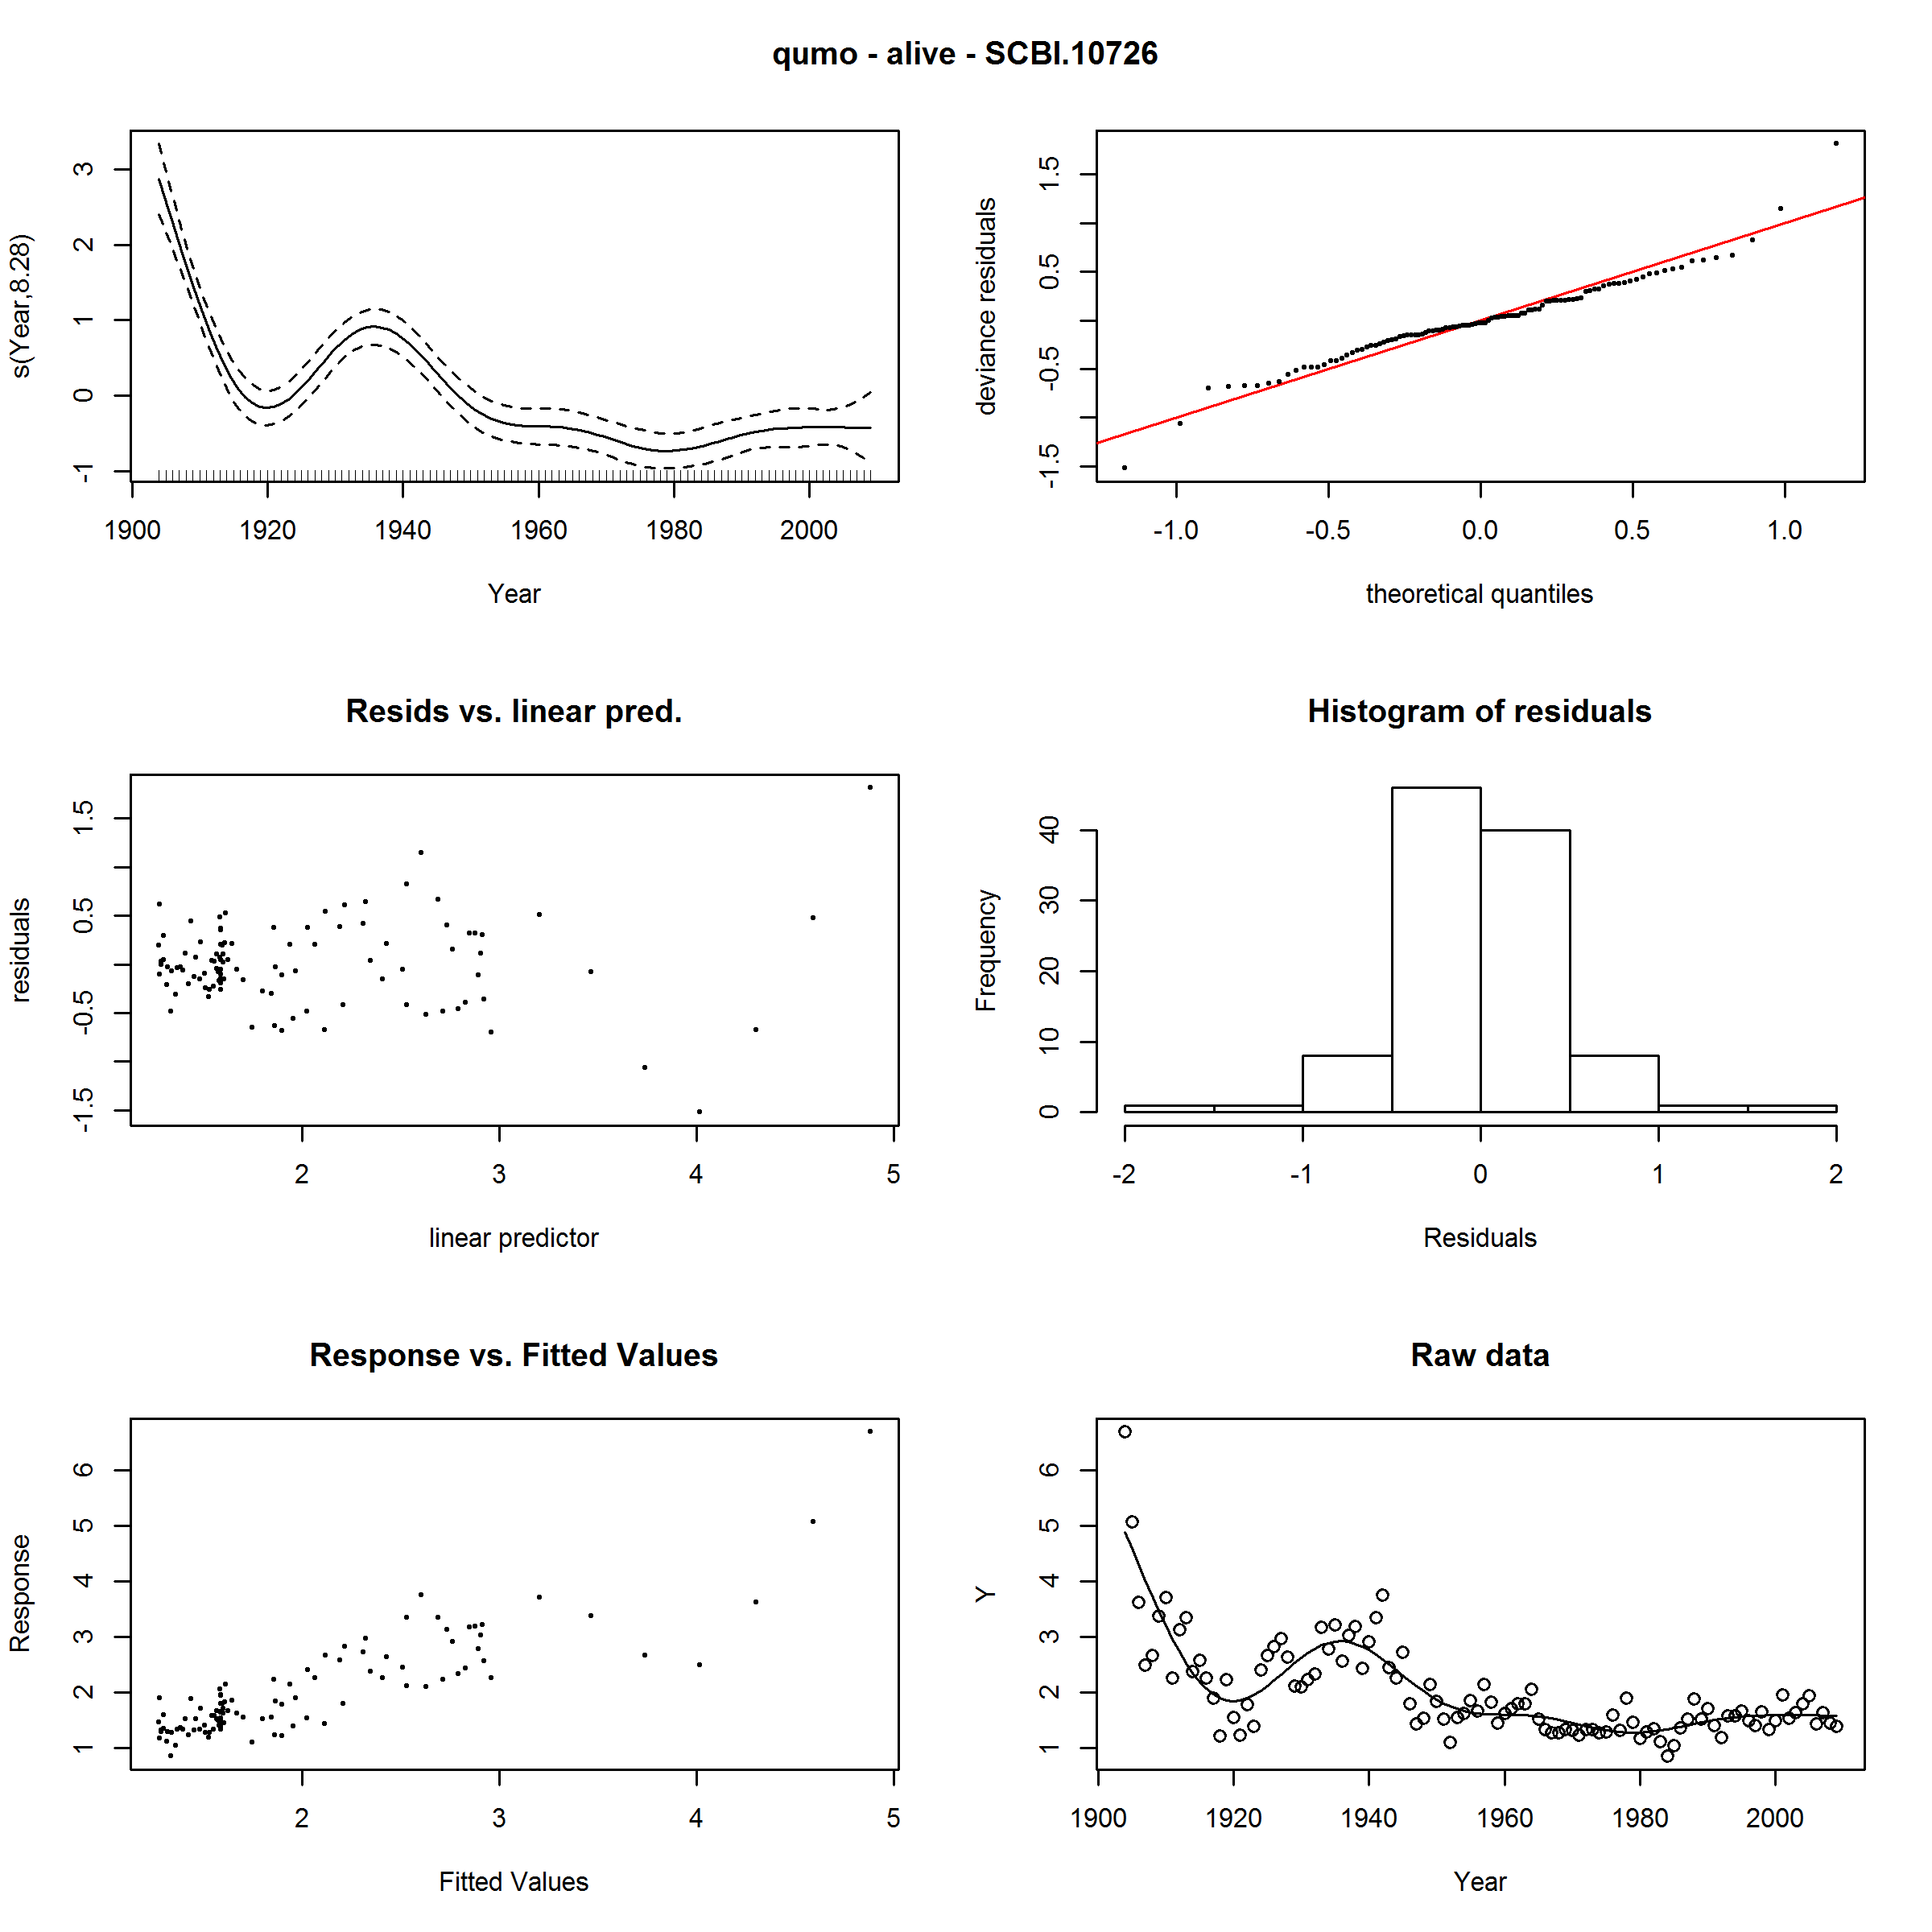 qumo - alive - SCBI.10726
s(Year,8.28)
3
2
1
0
-1
1900 1920 1940 1960 1980 2000
Year
deviance residuals
1.5
0.5
-0.5
-1.5
-1.0 -0.5 0.0 0.5 1.0
theoretical quantiles
Resids vs. linear pred.
residuals
1.5
0.5
-0.5
-1.5
2 3 4 5
linear predictor
Histogram of residuals
Frequency
40
30
20
10
0
-2 -1 0 1 2
Residuals
Response vs. Fitted Values
Response
6
5
4
3
2
1
2 3 4 5
Fitted Values
Raw data
Y
6
5
4
3
2
1
1900 1920 1940 1960 1980 2000
Year